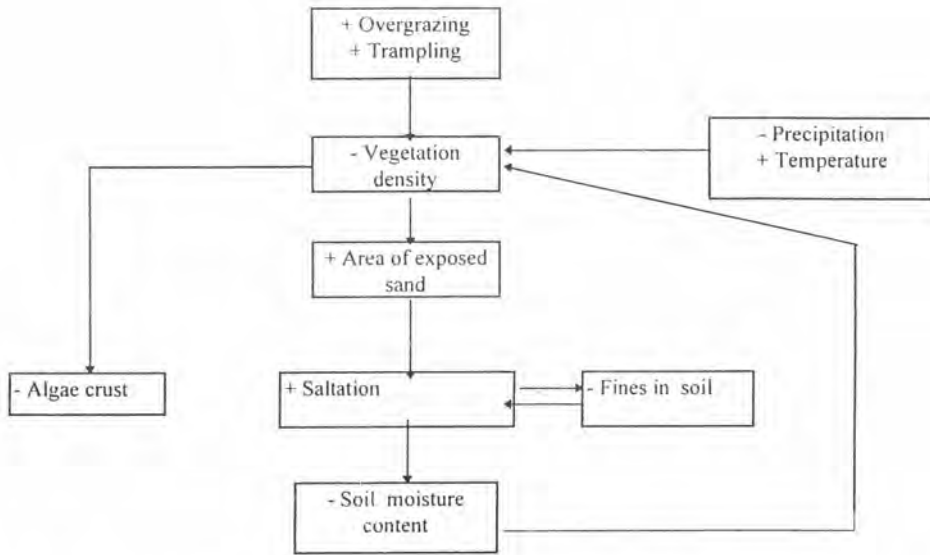 + Overgrazing
+ Trampling
- Precipitation
+ Temperature
- Vegetation
density
+ Area of exposed
sand
- Algae crust
+ Saltation
- Fines in soil
- Soil moisture
content